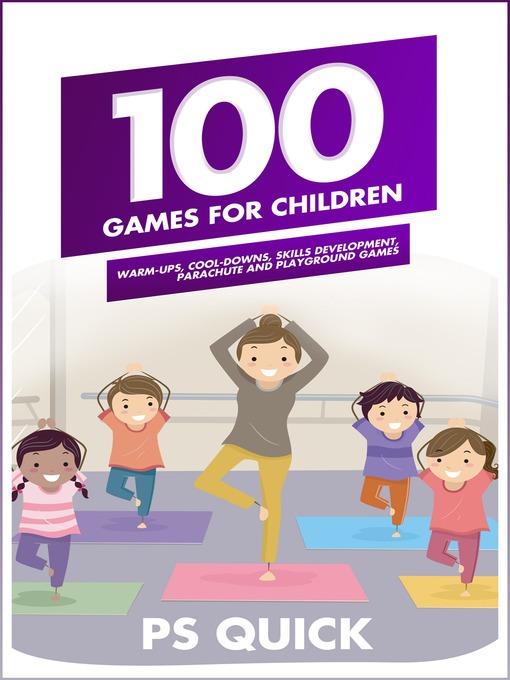 100
GAMES FOR CHILDREN
WARM-UPS, COOL-DOWNS, SKILLS DEVELOPMENT,
PARACHUTE AND PLAYGROUND GAMES
PS QUICK